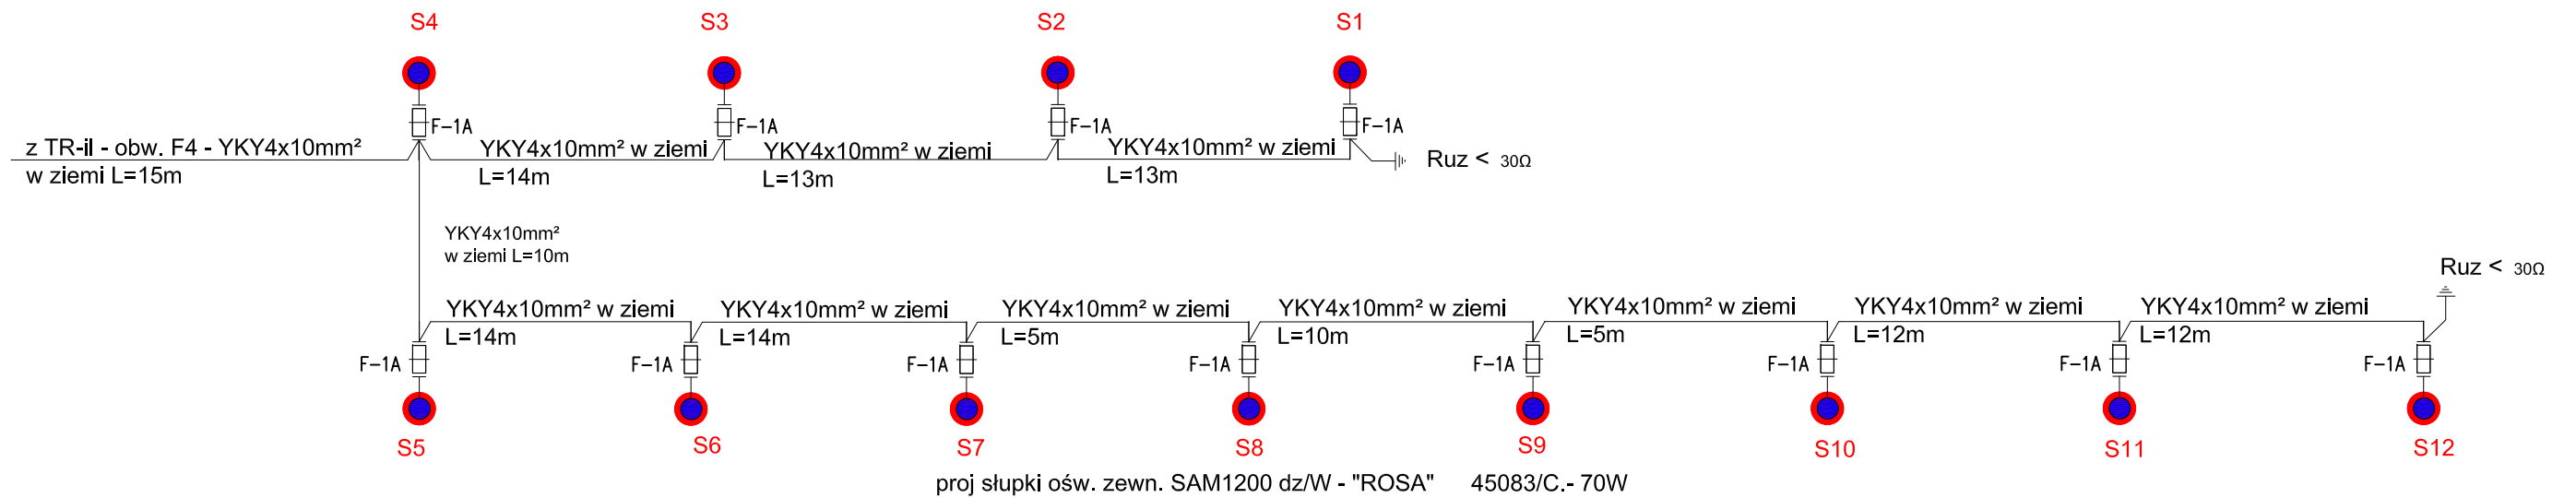 S4
S3
S2
S1
F-1A
F-1A
F-1A
F-1A
z TR-il - obw. F4 - YKY4x10mm²
w ziemi L=15m
YKY4x10mm² w ziemi
L=14m
YKY4x10mm² w ziemi
L=13m
YKY4x10mm² w ziemi
L=13m
Ruz < 30Ω
YKY4x10mm²
w ziemi L=10m
Ruz < 30Ω
YKY4x10mm² w ziemi
L=14m
YKY4x10mm² w ziemi
L=14m
YKY4x10mm² w ziemi
L=5m
YKY4x10mm² w ziemi
L=10m
YKY4x10mm² w ziemi
L=5m
YKY4x10mm² w ziemi
L=12m
YKY4x10mm² w ziemi
L=12m
F-1A
F-1A
F-1A
F-1A
F-1A
F-1A
F-1A
F-1A
S5
S6
S7
S8
S9
S10
S11
S12
proj słupki ośw. zewn. SAM1200 dz/W - "ROSA" 45083/C.- 70W